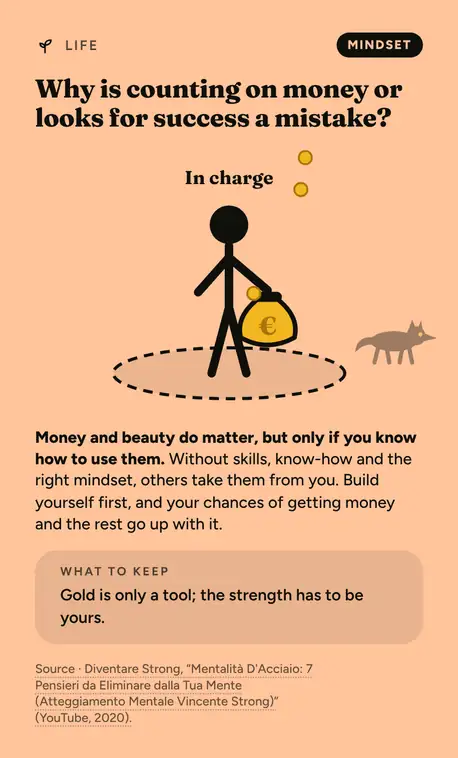 LIFE
MINDSET
Why is counting on money or
looks for success a mistake?
In charge
€
Money and beauty do matter, but only if you know
how to use them. Without skills, know-how and the
right mindset, others take them from you. Build
yourself first, and your chances of getting money
and the rest go up with it.
WHAT TO KEEP
Gold is only a tool; the strength has to be
yours.
Source · Diventare Strong, "Mentalità D'Acciaio: 7
Pensieri da Eliminare dalla Tua Mente
(Atteggiamento Mentale Vincente Strong)"
(YouTube, 2020).